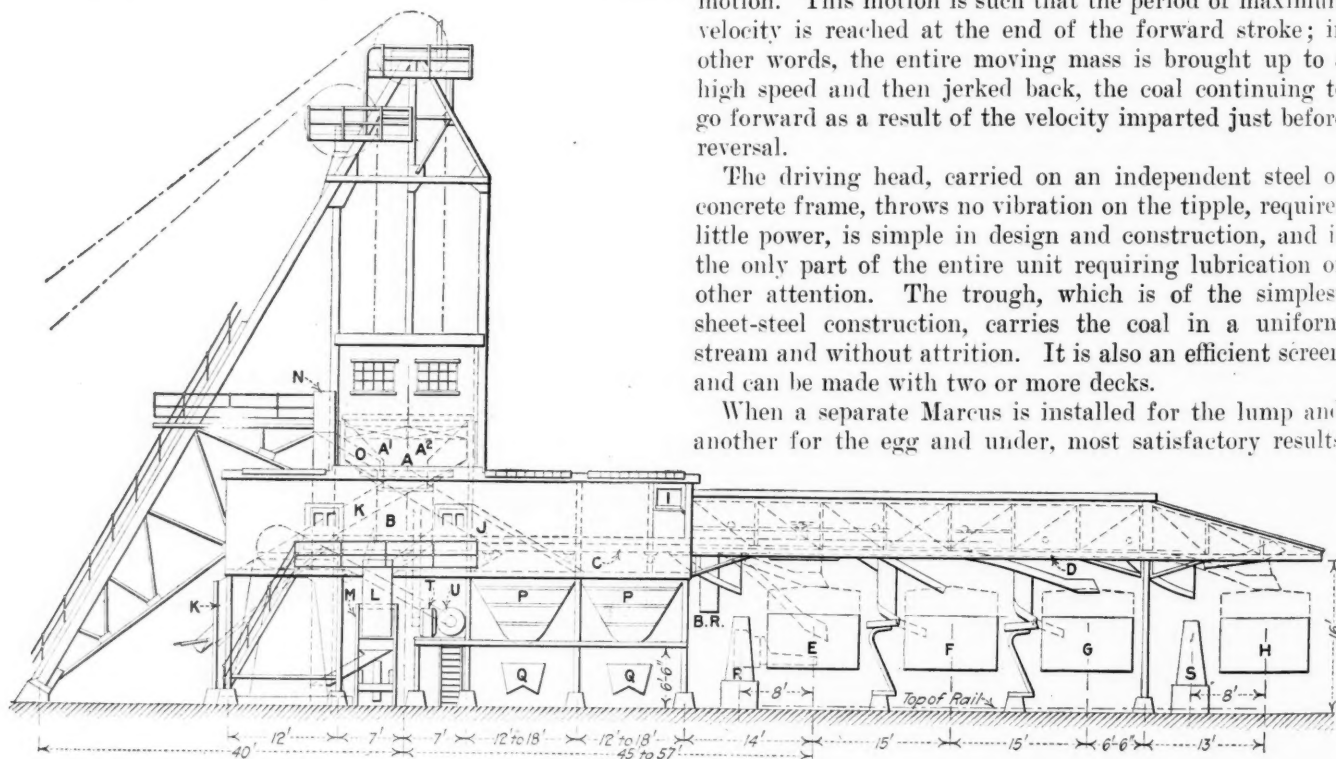 motion. This motion is such that the period of maximum
velocity is reached at the end of the forward stroke; in
other words, the entire moving mass is brought up to
high speed and then jerked back, the coal continuing to
go forward as a result of the velocity imparted just before
reversal.
The driving head, carried on an independent steel or
concrete frame, throws no vibration on the tipple, requires
little power, is simple in design and construction, and is
the only part of the entire unit requiring lubrication or
other attention. The trough, which is of the simplest
sheet-steel construction, carries the coal in a uniform
stream and without attrition. It is also an efficient screen
and can be made with two or more decks.
When a separate Marcus is installed for the lump and
another for the egg and under, most satisfactory results
N
O A¹ A A² 
I
K B J
C
D
K M L T U P P
B.R.
E F G H
R S
Q Q
6'-6"
8' 8'
Top of Rail
12' 7' 7' 12 to 18' 12 to 18' 14' 15' 15' 6'-6" 13'
40' 45 to 57'